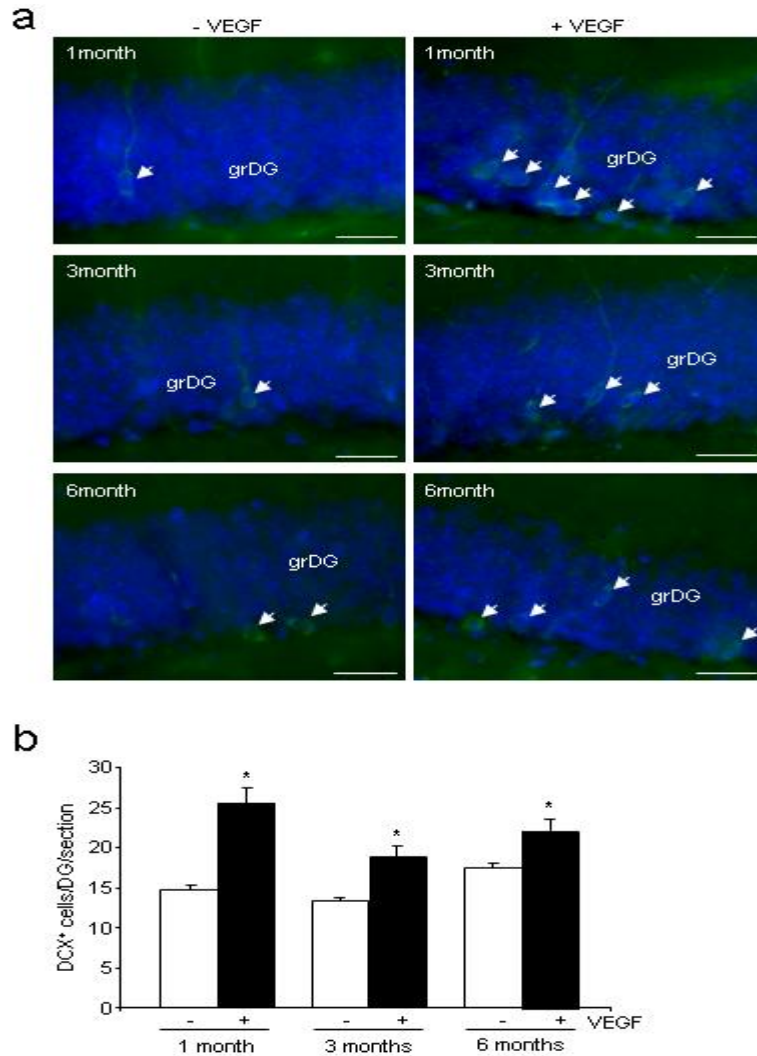 a
- VEGF + VEGF
1month 1month
grDG grDG
3month 3month
grDG grDG
6month 6month
grDG grDG
b
30
25
20
15
10
5
0
DCX⁺ cells/DG/section
* * *
- + - + - + VEGF
1 month 3 months 6 months